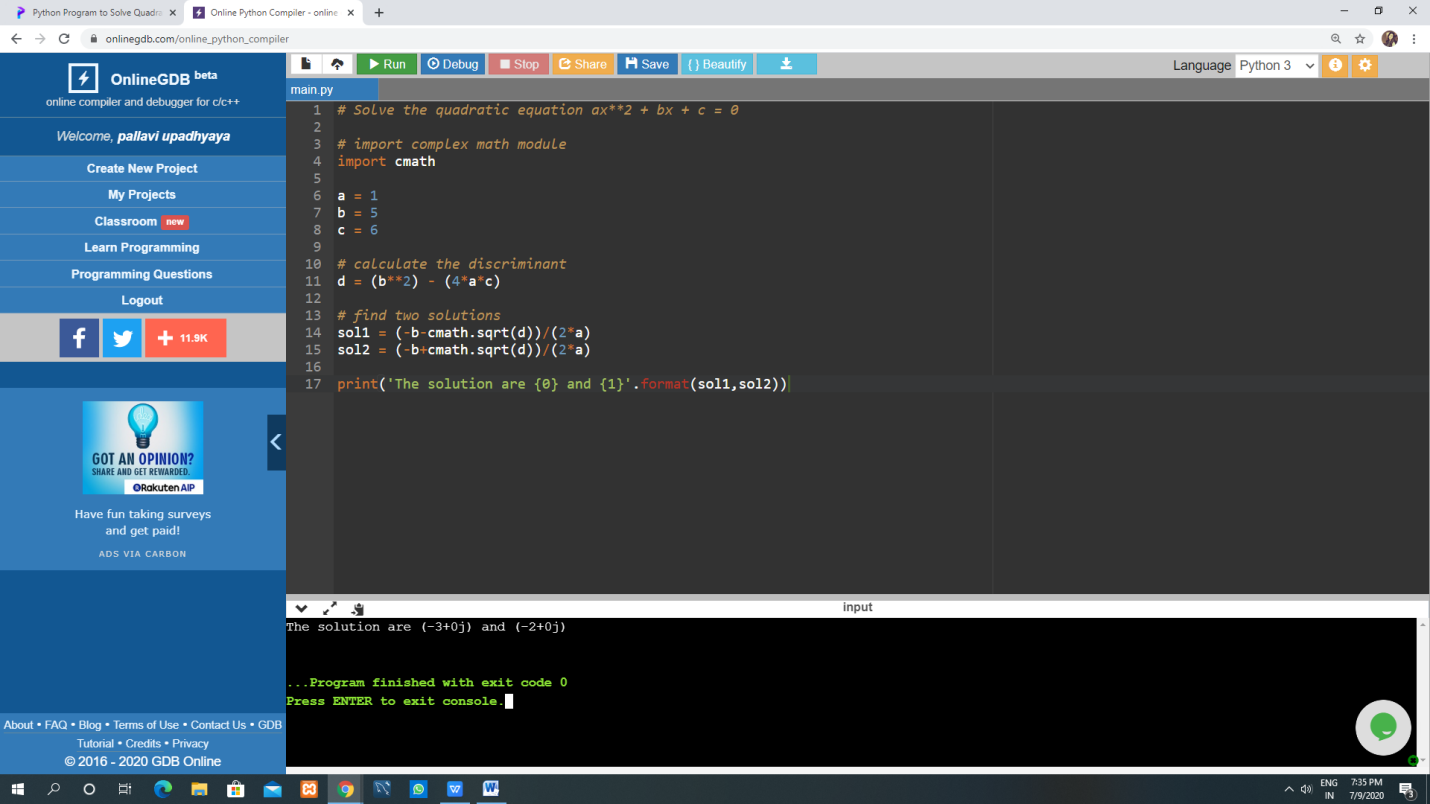 Python Program to Solve Quadra
Online Python Compiler - online
onlinegdb.com/online_python_compiler
OnlineGDB beta
online compiler and debugger for c/c++
Welcome, pallavi upadhyaya
Create New Project
My Projects
Classroom new
Learn Programming
Programming Questions
Logout
f
11.9K
GOT AN OPINION?
SHARE AND GET REWARDED.
Rakuten AIP
Have fun taking surveys
and get paid!
ADS VIA CARBON
About • FAQ • Blog • Terms of Use • Contact Us • GDB
Tutorial • Credits • Privacy
© 2016 - 2020 GDB Online
Run Debug Stop Share Save { } Beautify
Language Python 3
main.py
1 # Solve the quadratic equation ax**2 + bx + c = 0
2
3 # import complex math module
4 import cmath
5
6 a = 1
7 b = 5
8 c = 6
9
10 # calculate the discriminant
11 d = (b**2) - (4*a*c)
12
13 # find two solutions
14 sol1 = (-b-cmath.sqrt(d))/(2*a)
15 sol2 = (-b+cmath.sqrt(d))/(2*a)
16
17 print('The solution are {0} and {1}'.format(sol1,sol2))
input
The solution are (-3+0j) and (-2+0j)
...Program finished with exit code 0
Press ENTER to exit console.
ENG
IN
7:35 PM
7/9/2020
3